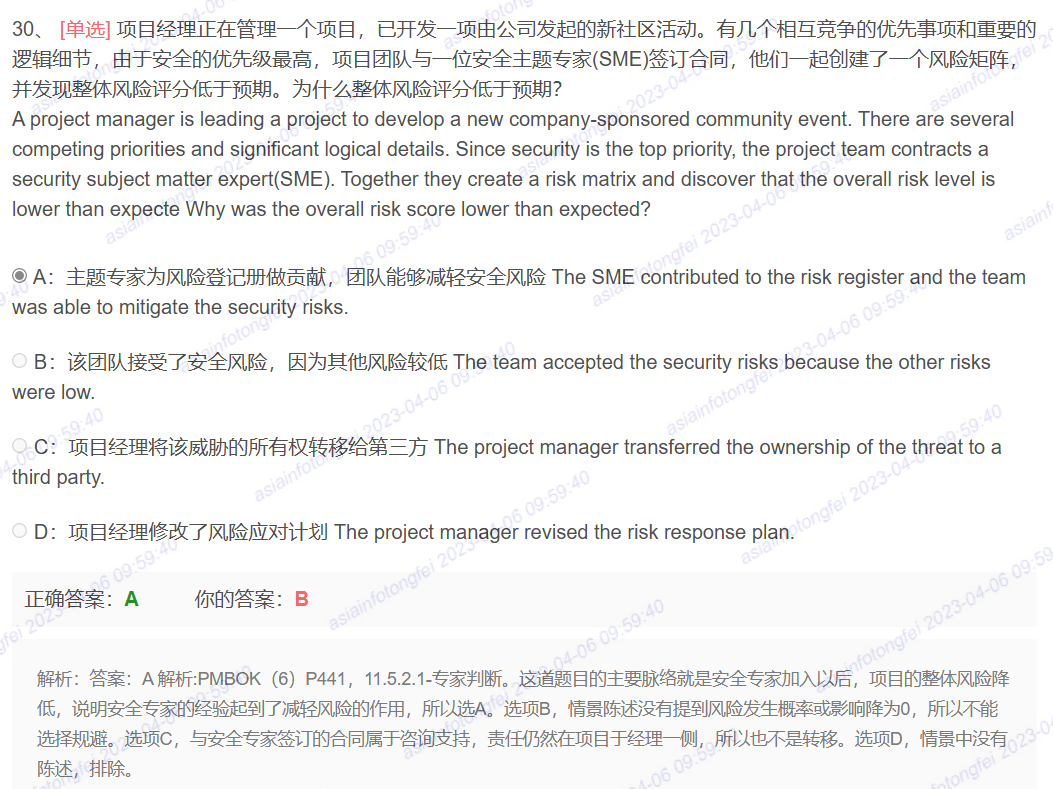 30、 [单选] 项目经理正在管理一个项目，已开发一项由公司发起的新社区活动。有几个相互竞争的优先事项和重要的
逻辑细节，由于安全的优先级最高，项目团队与一位安全主题专家(SME)签订合同，他们一起创建了一个风险矩阵，
并发现整体风险评分低于预期。为什么整体风险评分低于预期？
A project manager is leading a project to develop a new company-sponsored community event. There are several
competing priorities and significant logical details. Since security is the top priority, the project team contracts a
security subject matter expert(SME). Together they create a risk matrix and discover that the overall risk level is
lower than expecte Why was the overall risk score lower than expected?
A：主题专家为风险登记册做贡献，团队能够减轻安全风险 The SME contributed to the risk register and the team
was able to mitigate the security risks.
B：该团队接受了安全风险，因为其他风险较低 The team accepted the security risks because the other risks
were low.
C：项目经理将该威胁的所有权转移给第三方 The project manager transferred the ownership of the threat to a
third party.
D：项目经理修改了风险应对计划 The project manager revised the risk response plan.
正确答案：A 你的答案：B
解析：答案：A 解析:PMBOK（6）P441，11.5.2.1-专家判断。这道题目的主要脉络就是安全专家加入以后，项目的整体风险降
低，说明安全专家的经验起到了减轻风险的作用，所以选A。选项B，情景陈述没有提到风险发生概率或影响降为0，所以不能
选择规避。选项C，与安全专家签订的合同属于咨询支持，责任仍然在项目于经理一侧，所以也不是转移。选项D，情景中没有
陈述，排除。
asiainfotongfei 2023-04-06 09:59:40